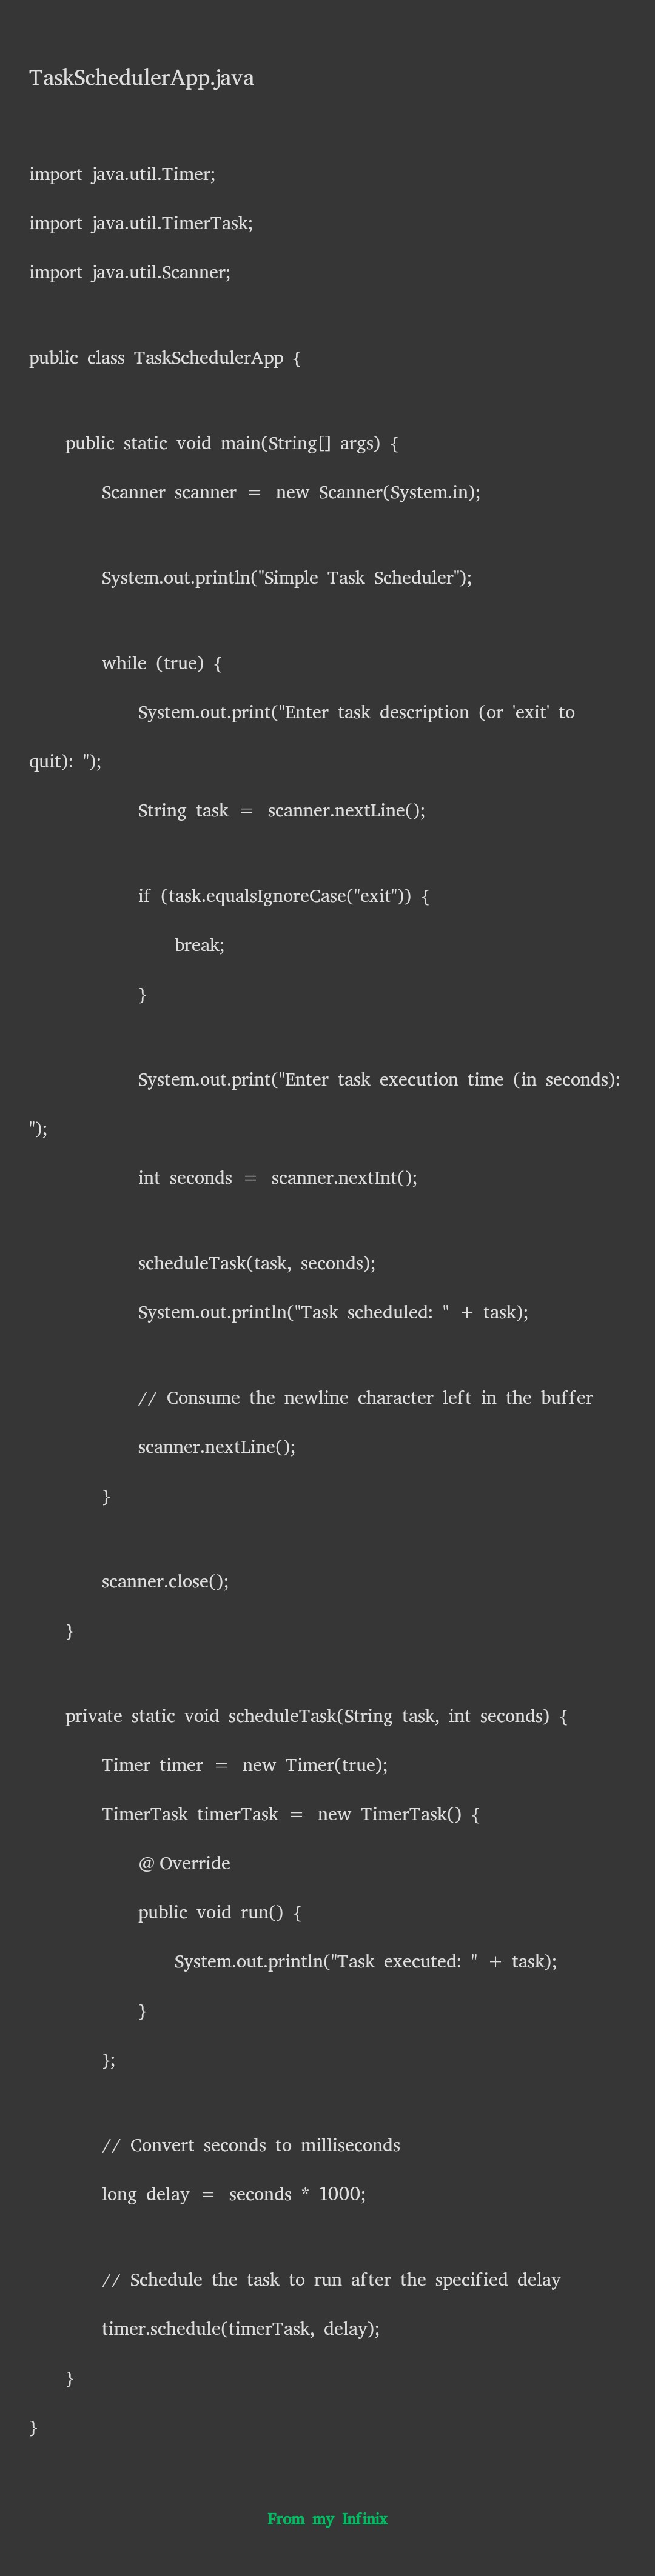 TaskSchedulerApp.java
import java.util.Timer;
import java.util.TimerTask;
import java.util.Scanner;
public class TaskSchedulerApp {
public static void main(String[] args) {
Scanner scanner = new Scanner(System.in);
System.out.println("Simple Task Scheduler");
while (true) {
System.out.print("Enter task description (or 'exit' to
quit): ");
String task = scanner.nextLine();
if (task.equalsIgnoreCase("exit")) {
break;
}
System.out.print("Enter task execution time (in seconds):
");
int seconds = scanner.nextInt();
scheduleTask(task, seconds);
System.out.println("Task scheduled: " + task);
// Consume the newline character left in the buffer
scanner.nextLine();
}
scanner.close();
}
private static void scheduleTask(String task, int seconds) {
Timer timer = new Timer(true);
TimerTask timerTask = new TimerTask() {
@ Override
public void run() {
System.out.println("Task executed: " + task);
}
};
// Convert seconds to milliseconds
long delay = seconds * 1000;
// Schedule the task to run after the specified delay
timer.schedule(timerTask, delay);
}
}
From my Infinix